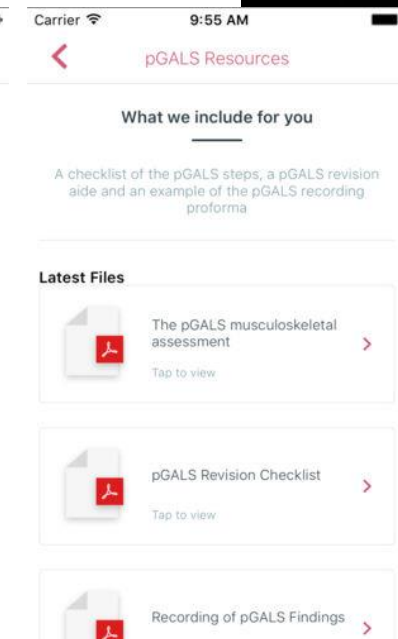 Carrier 9:55 AM
pGALS Resources
What we include for you
A checklist of the pGALS steps, a pGALS revision
aide and an example of the pGALS recording
proforma
Latest Files
The pGALS musculoskeletal
assessment
Tap to view
pGALS Revision Checklist
Tap to view
Recording of pGALS Findings